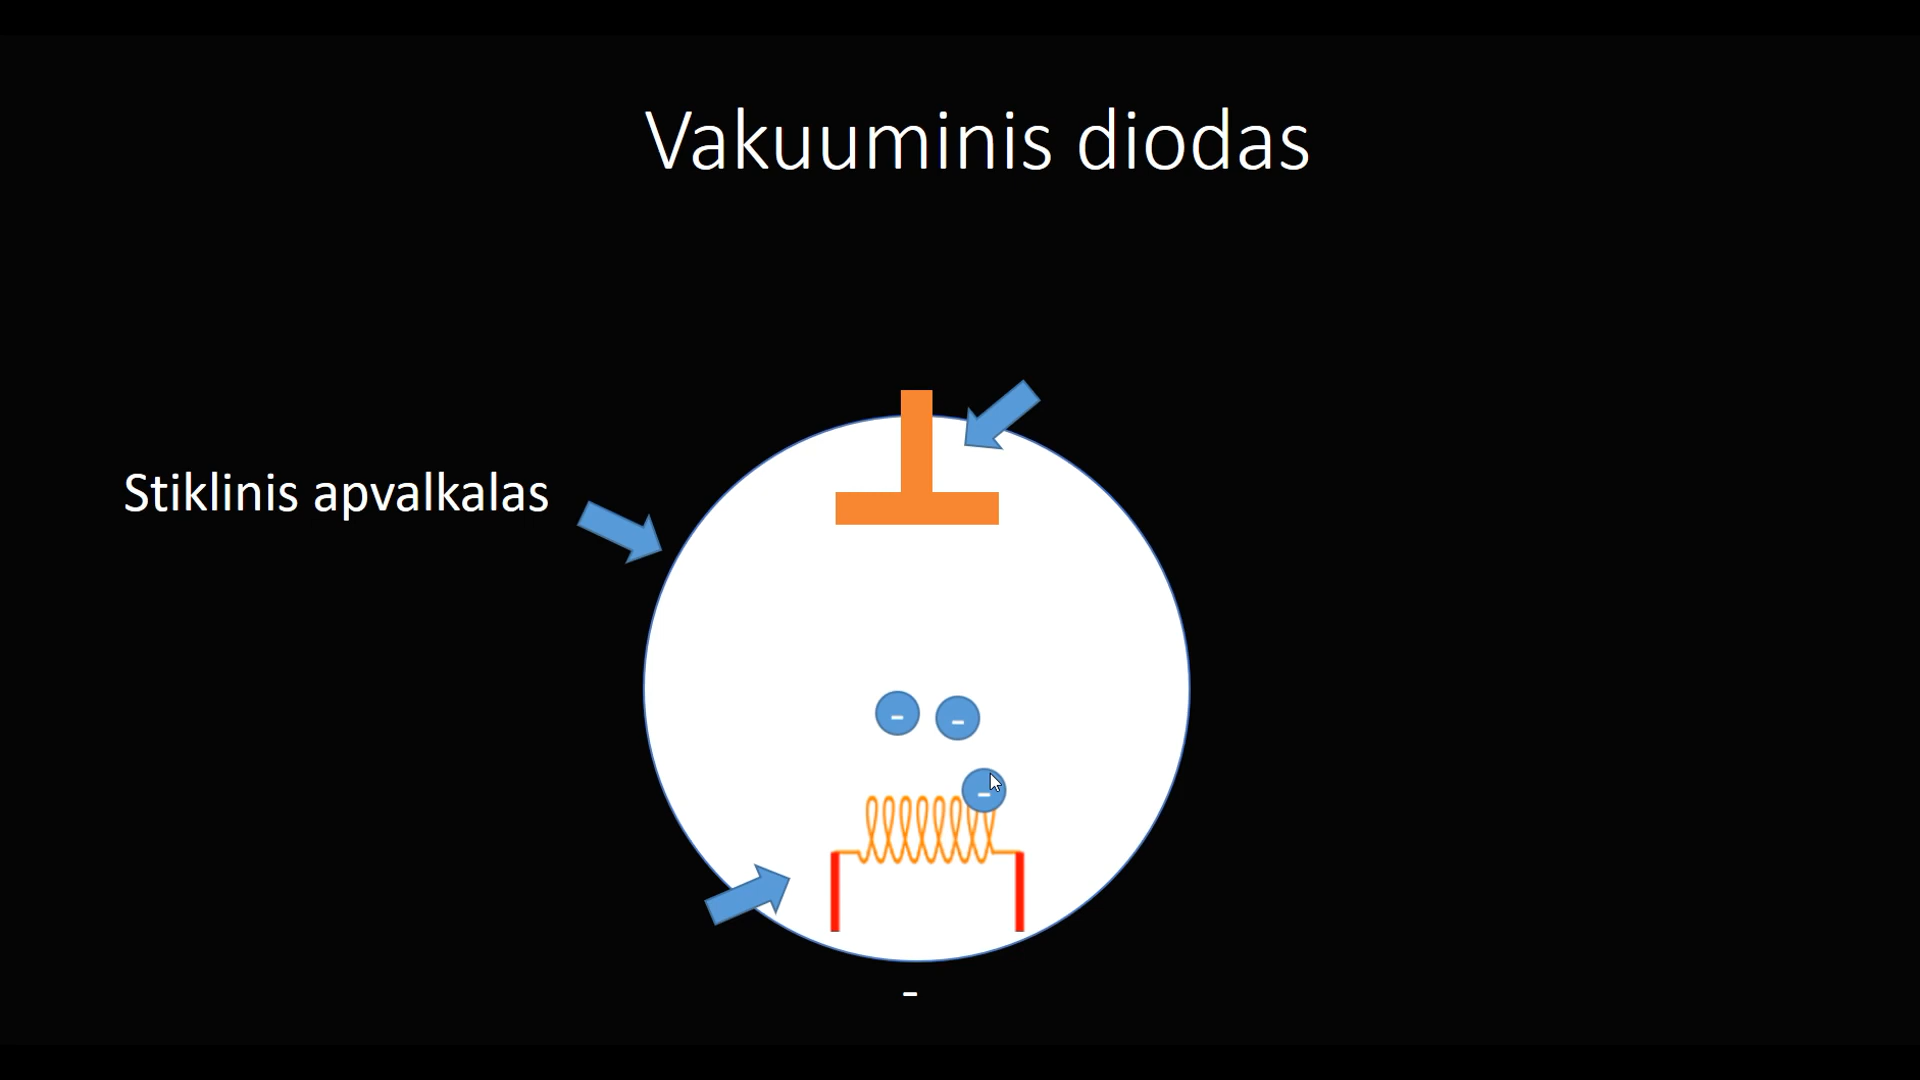 Vakuuminis diodas
Stiklinis apvalkalas
- -
-
-